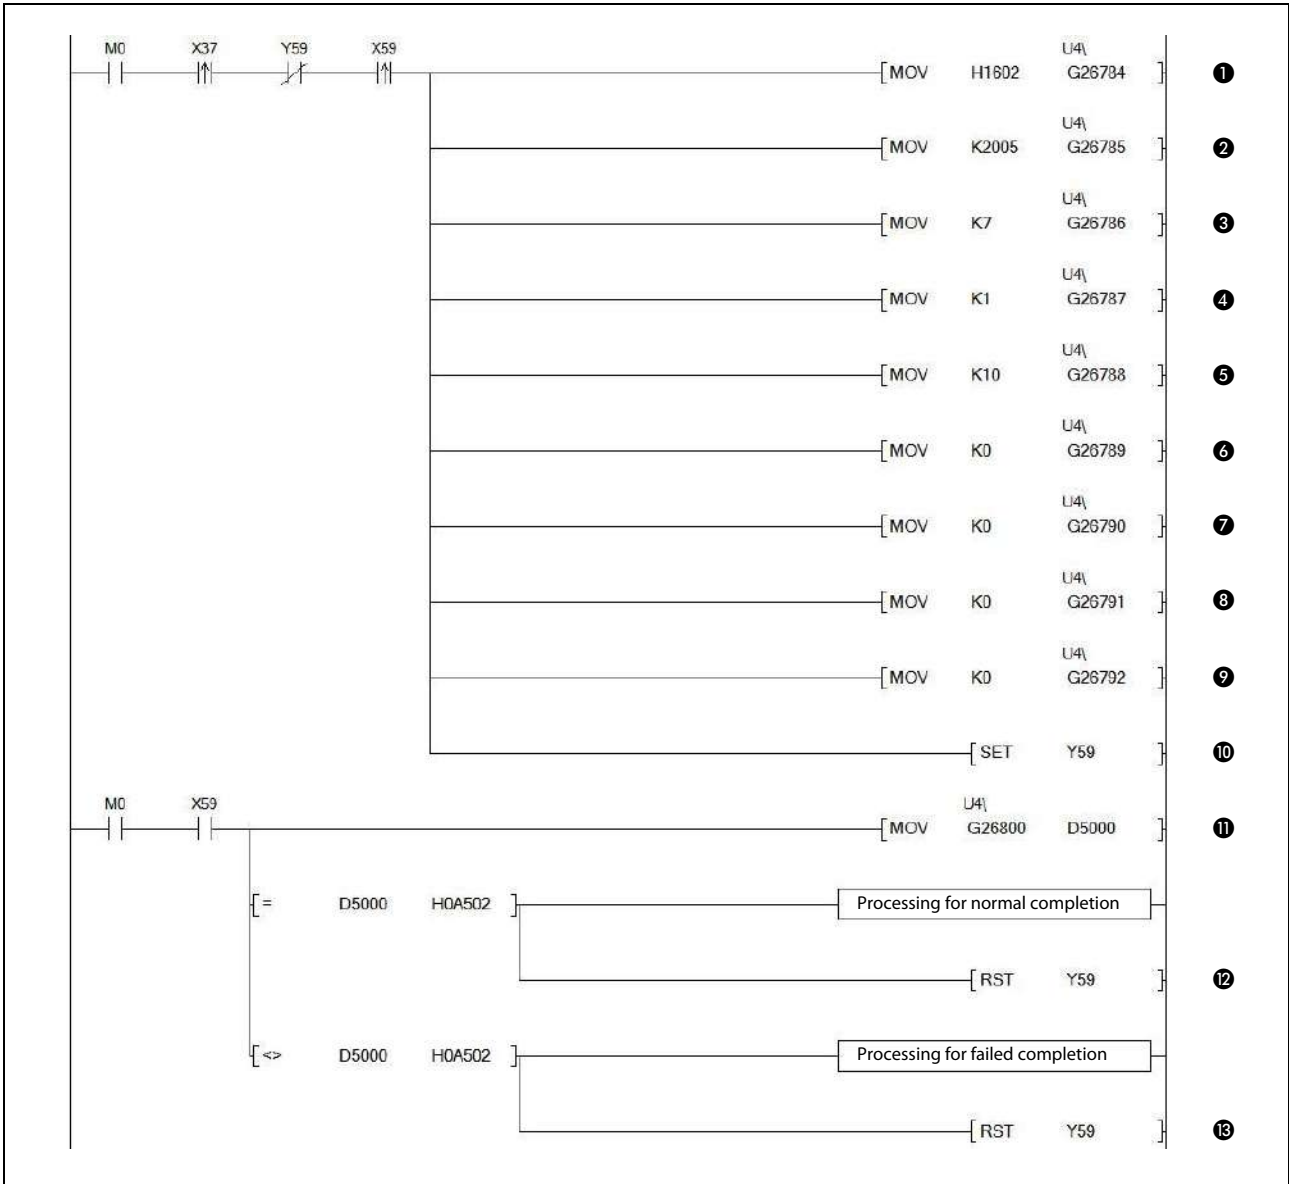 M0 X37 Y59 X59 U4\
MOV H1602 G26784 ❶
U4\
MOV K2005 G26785 ❷
U4\
MOV K7 G26786 ❸
U4\
MOV K1 G26787 ❹
U4\
MOV K10 G26788 ❺
U4\
MOV K0 G26789 ❻
U4\
MOV K0 G26790 ❼
U4\
MOV K0 G26791 ❽
U4\
MOV K0 G26792 ❾
SET Y59 ❿
M0 X59 U4\
MOV G26800 D5000 ⓫
= D5000 H0A502 Processing for normal completion
RST Y59 ⓬
<> D5000 H0A502 Processing for failed completion
RST Y59 ⓭